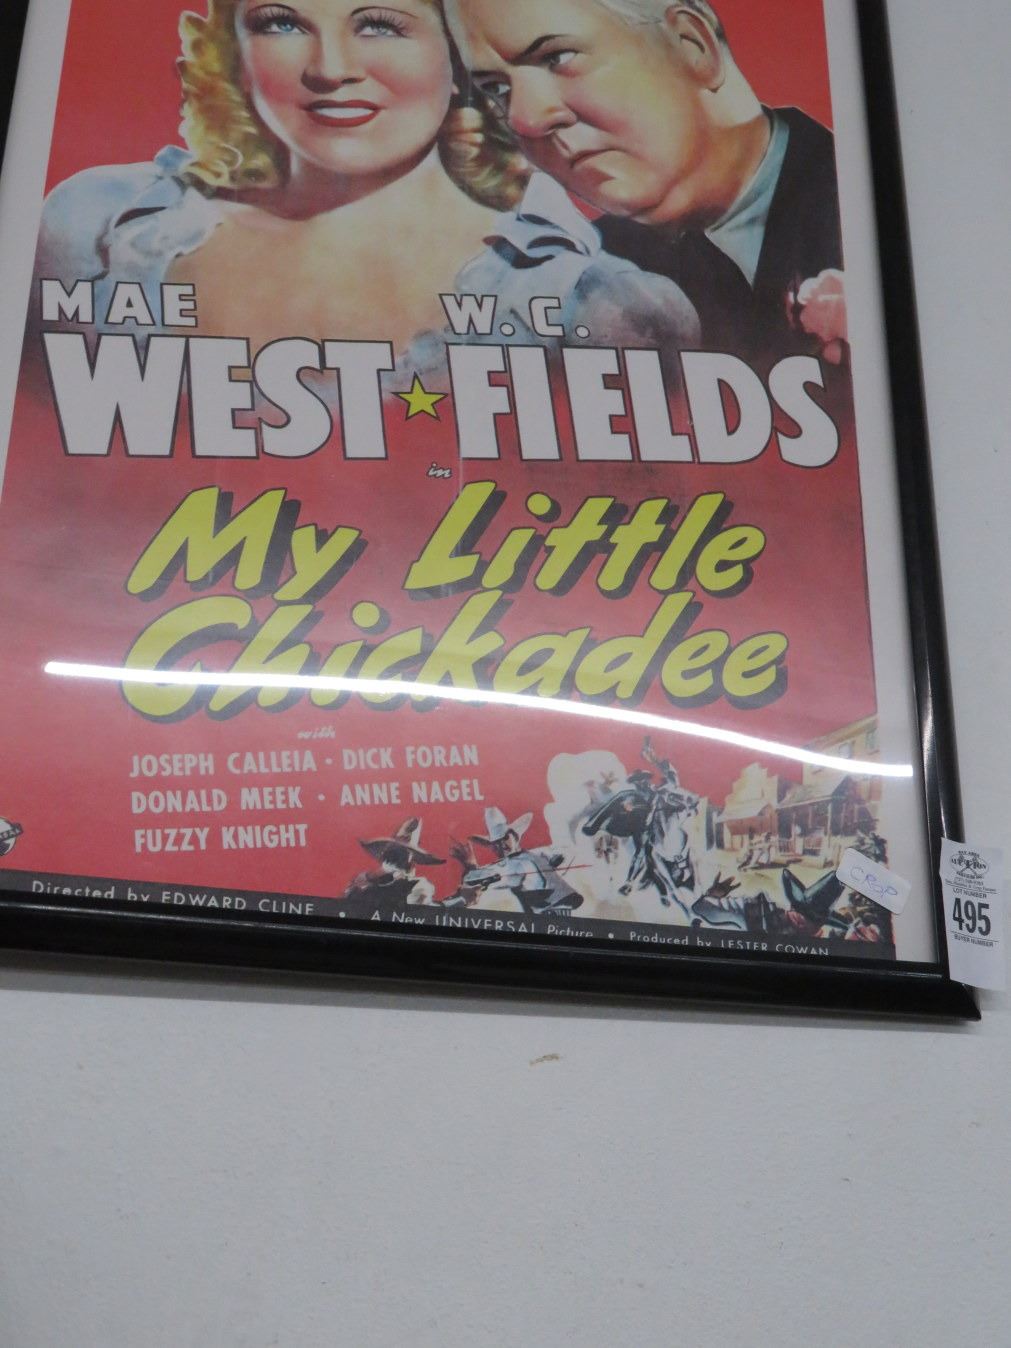 MAE W. C.
WEST FIELDS
in
My Little
Chickadee
with
JOSEPH CALLEIA · DICK FORAN
DONALD MEEK · ANNE NAGEL
FUZZY KNIGHT
Directed by EDWARD CLINE • A New UNIVERSAL Picture • Produced by LESTER COWAN
AUCTION
LOT NUMBER
495
BUYER NUMBER